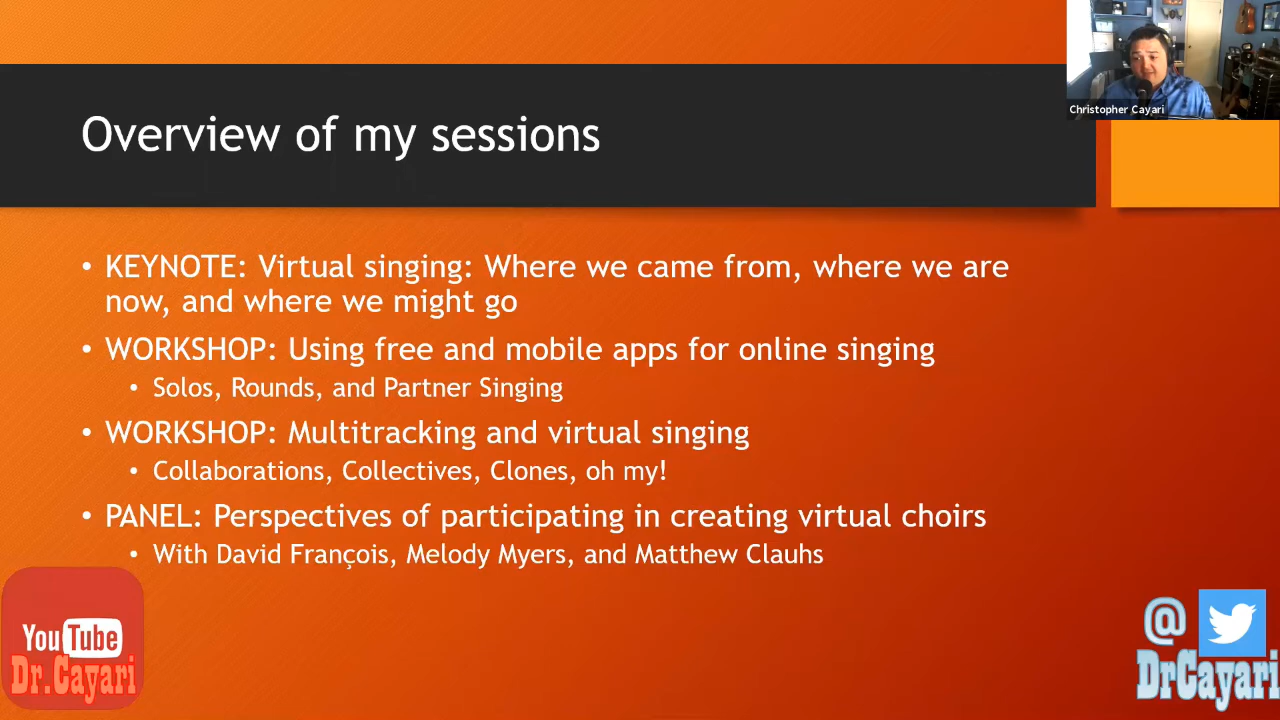 Christopher Cayari
Overview of my sessions
• KEYNOTE: Virtual singing: Where we came from, where we are
now, and where we might go
• WORKSHOP: Using free and mobile apps for online singing
• Solos, Rounds, and Partner Singing
• WORKSHOP: Multitracking and virtual singing
• Collaborations, Collectives, Clones, oh my!
• PANEL: Perspectives of participating in creating virtual choirs
• With David François, Melody Myers, and Matthew Clauhs
YouTube
Dr.Cayari
@
DrCayari